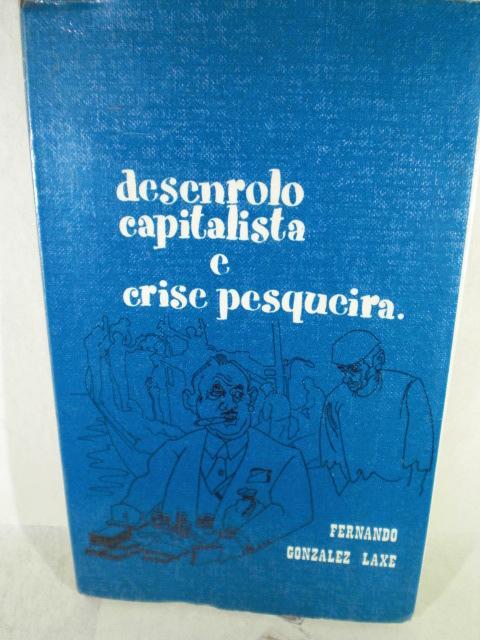 desenrolo
capitalista
e
crise pesqueira.
FERNANDO
GONZALEZ LAXE